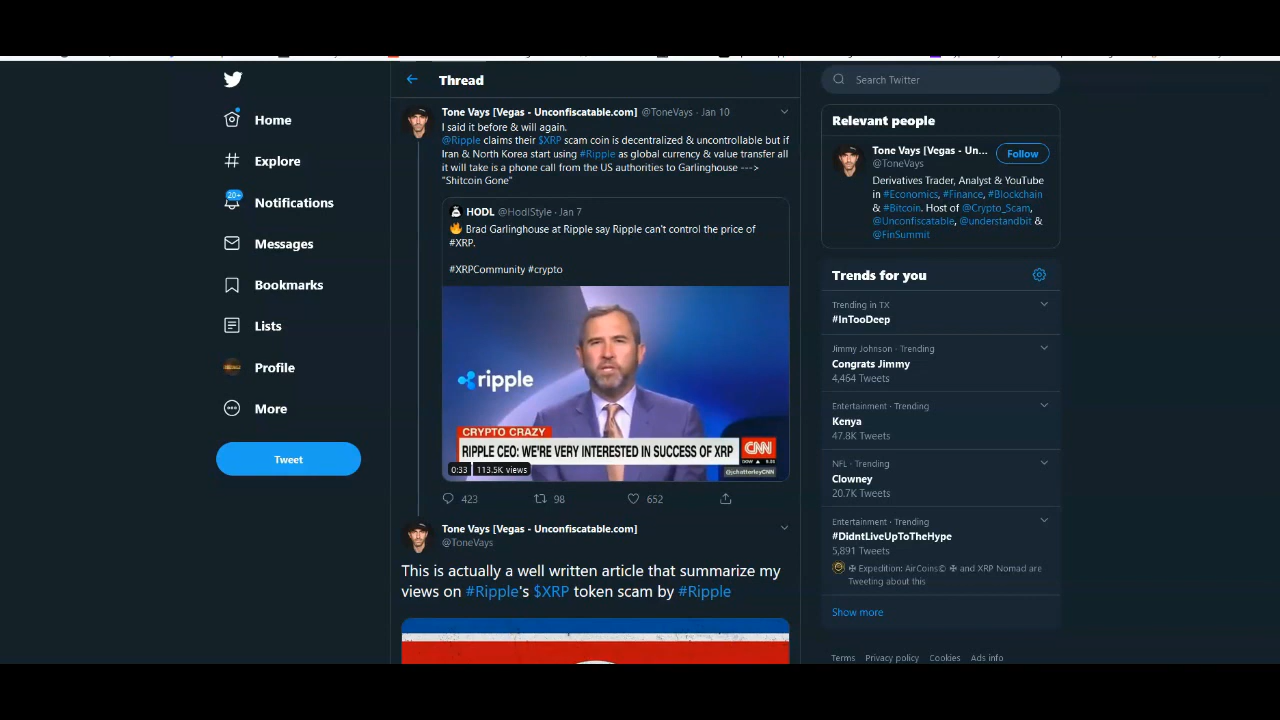 Home
Explore
20+
Notifications
Messages
Bookmarks
Lists
Profile
More
Tweet
Thread
Tone Vays [Vegas - Unconfiscatable.com] @ToneVays · Jan 10
I said it before & will again.
@Ripple claims their $XRP scam coin is decentralized & uncontrollable but if
Iran & North Korea start using #Ripple as global currency & value transfer all
it will take is a phone call from the US authorities to Garlinghouse --->
"Shitcoin Gone"
HODL @HodlStyle · Jan 7
🔥 Brad Garlinghouse at Ripple say Ripple can't control the price of
#XRP.
#XRPCommunity #crypto
ripple
CRYPTO CRAZY
RIPPLE CEO: WE'RE VERY INTERESTED IN SUCCESS OF XRP
CNN
0:33 113.5K views
@jchatterleyCNN
423 98 652
Tone Vays [Vegas - Unconfiscatable.com]
@ToneVays
This is actually a well written article that summarize my
views on #Ripple's $XRP token scam by #Ripple
Search Twitter
Relevant people
Tone Vays [Vegas - Un...
@ToneVays
Follow
Derivatives Trader, Analyst & YouTube
in #Economics, #Finance, #Blockchain
& #Bitcoin. Host of @Crypto_Scam,
@Unconfiscatable, @understandbit &
@FinSummit
Trends for you
Trending in TX
#InTooDeep
Jimmy Johnson · Trending
Congrats Jimmy
4,464 Tweets
Entertainment · Trending
Kenya
47.8K Tweets
NFL · Trending
Clowney
20.7K Tweets
Entertainment · Trending
#DidntLiveUpToTheHype
5,891 Tweets
✠ Expedition: AirCoins© ✠ and XRP Nomad are
Tweeting about this
Show more
Terms Privacy policy Cookies Ads info